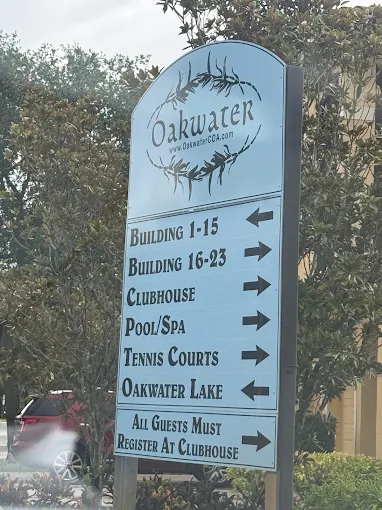 Oakwater
www.OakwaterCOA.com
Building 1-15
Building 16-23
Clubhouse
Pool/Spa
Tennis Courts
Oakwater Lake
All Guests Must
Register At Clubhouse